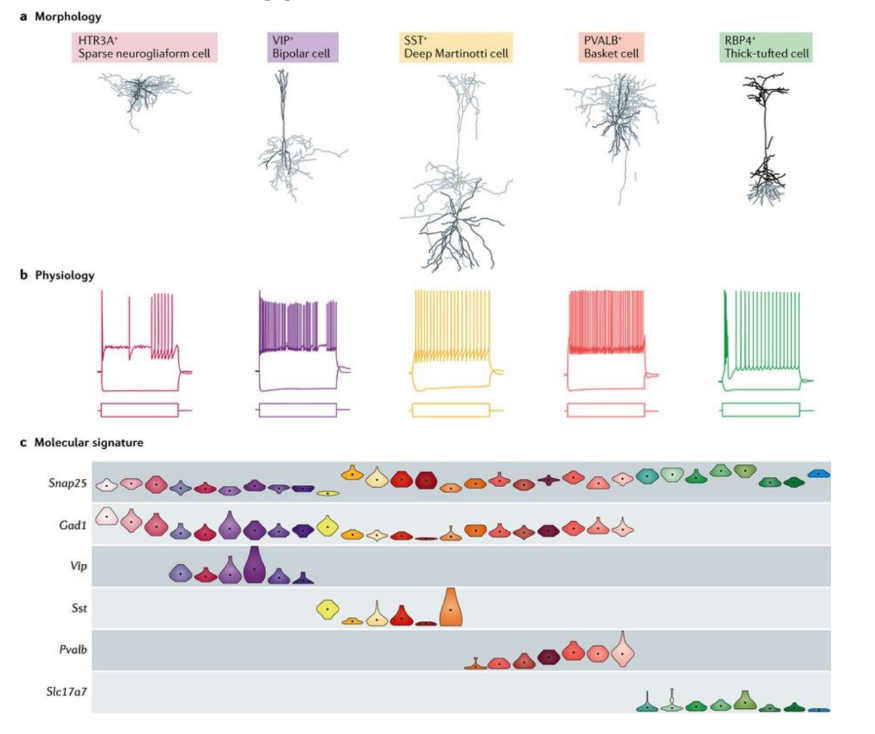 a Morphology
HTR3A+
Sparse neurogliaform cell
VIP+
Bipolar cell
SST+
Deep Martinotti cell
PVALB+
Basket cell
RBP4+
Thick-tufted cell
b Physiology
c Molecular signature
Snap25
Gad1
Vip
Sst
Pvalb
Slc17a7